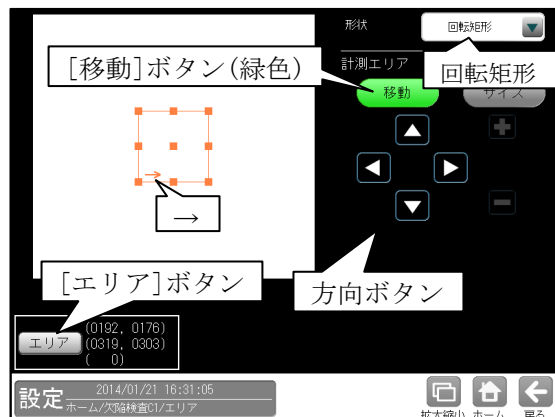 形状
回転矩形
[移動]ボタン(緑色)
計測エリア
回転矩形
移動
サイズ
→
[エリア]ボタン
方向ボタン
エリア
(0192, 0176)
(0319, 0303)
( 0)
設定
2014/01/21 16:31:05
ホーム/欠陥検査C1/エリア
拡大縮小 ホーム 戻る